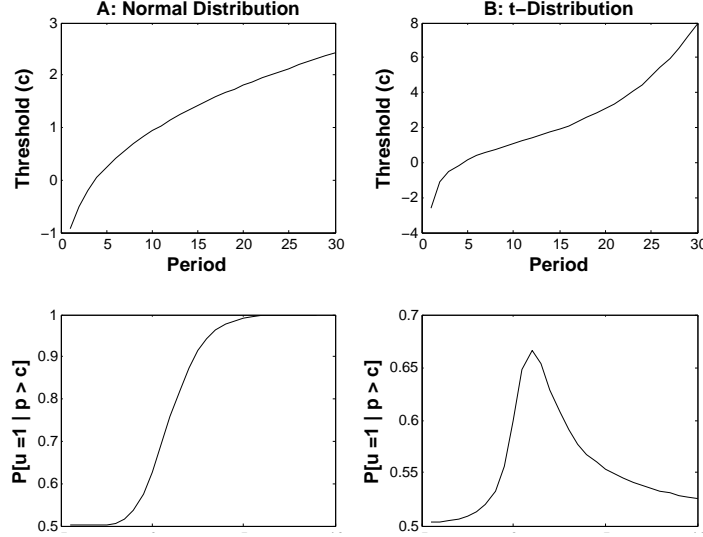 A: Normal Distribution
3
2
1
0
−1
Threshold (c)
0 5 10 15 20 25 30
Period
B: t−Distribution
8
6
4
2
0
−2
−4
Threshold (c)
0 5 10 15 20 25 30
Period
1
0.9
0.8
0.7
0.6
0.5
P[u =1 | p > c]
0.7
0.65
0.6
0.55
0.5
P[u =1 | p > c]